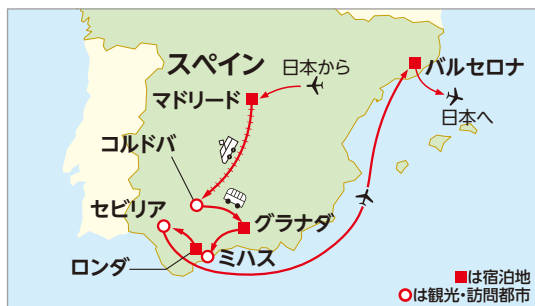 スペイン
日本から
バルセロナ
マドリード
日本へ
コルドバ
セビリア
グラナダ
ロンダ
ミハス
■は宿泊地
○は観光・訪問都市